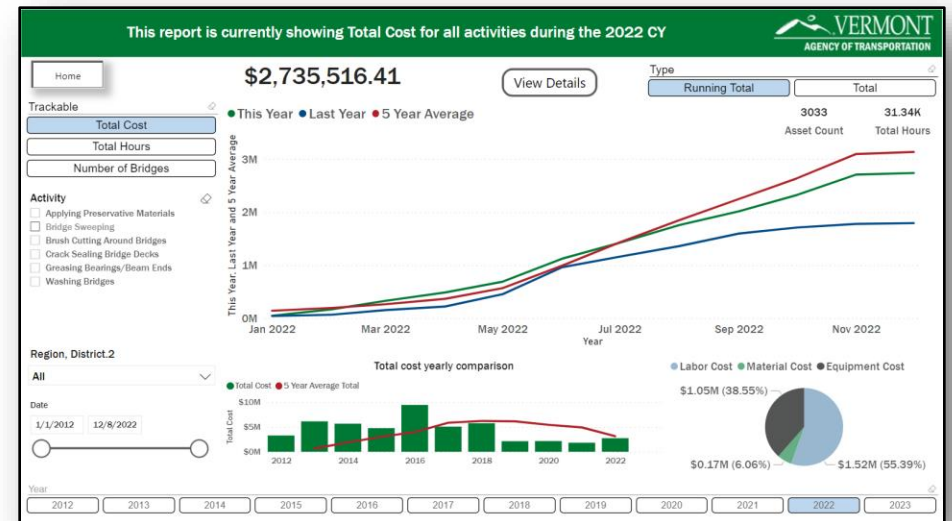 This report is currently showing Total Cost for all activities during the 2022 CY
VERMONT
AGENCY OF TRANSPORTATION
Home
$2,735,516.41
View Details
Type
Running Total
Total
Trackable
Total Cost
Total Hours
Number of Bridges
This Year Last Year 5 Year Average
3033
Asset Count
31.34K
Total Hours
Activity
Applying Preservative Materials
Bridge Sweeping
Brush Cutting Around Bridges
Crack Sealing Bridge Decks
Greasing Bearings/Beam Ends
Washing Bridges
This Year, Last Year and 5 Year Average
3M
2M
1M
0M
Jan 2022 Mar 2022 May 2022 Jul 2022 Sep 2022 Nov 2022
Year
Region, District.2
All
Date
1/1/2012 12/8/2022
Total cost yearly comparison
Total Cost 5 Year Average Total
Total Cost
$10M
$5M
$0M
2012 2014 2016 2018 2020 2022
Labor Cost Material Cost Equipment Cost
$1.05M (38.55%)
$0.17M (6.06%)
$1.52M (55.39%)
Year
2012 2013 2014 2015 2016 2017 2018 2019 2020 2021 2022 2023